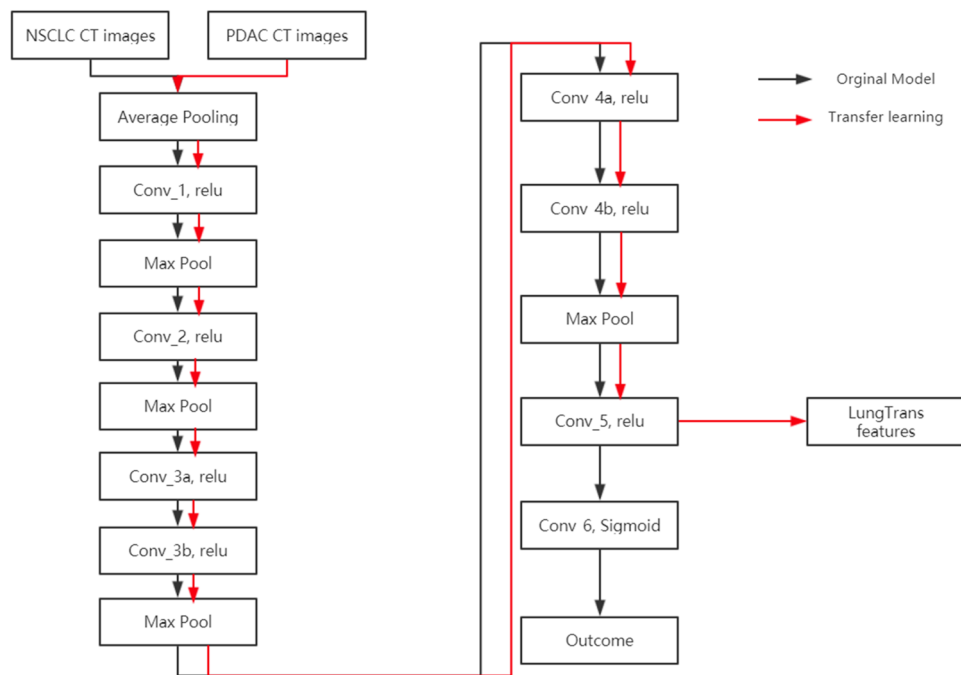 NSCLC CT images
PDAC CT images
Average Pooling
Conv_1, relu
Max Pool
Conv_2, relu
Max Pool
Conv_3a, relu
Conv_3b, relu
Max Pool
Conv 4a, relu
Conv 4b, relu
Max Pool
Conv_5, relu
LungTrans
features
Conv 6, Sigmoid
Outcome
Orginal Model
Transfer learning